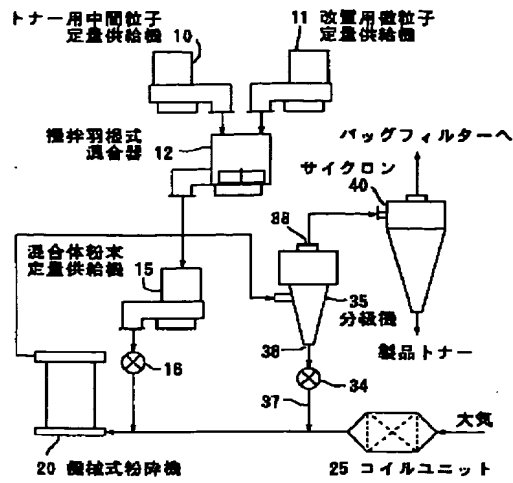 トナー用中間粒子
定量供給機 10
11 改質用微粒子
定量供給機
撹拌羽根式
混合器 12
バッグフィルターへ
サイクロン
40
38
混合体粉末
定量供給機
15
35
分級機
36
製品トナー
16
34
37
大気
20 機械式粉砕機
25 コイルユニット